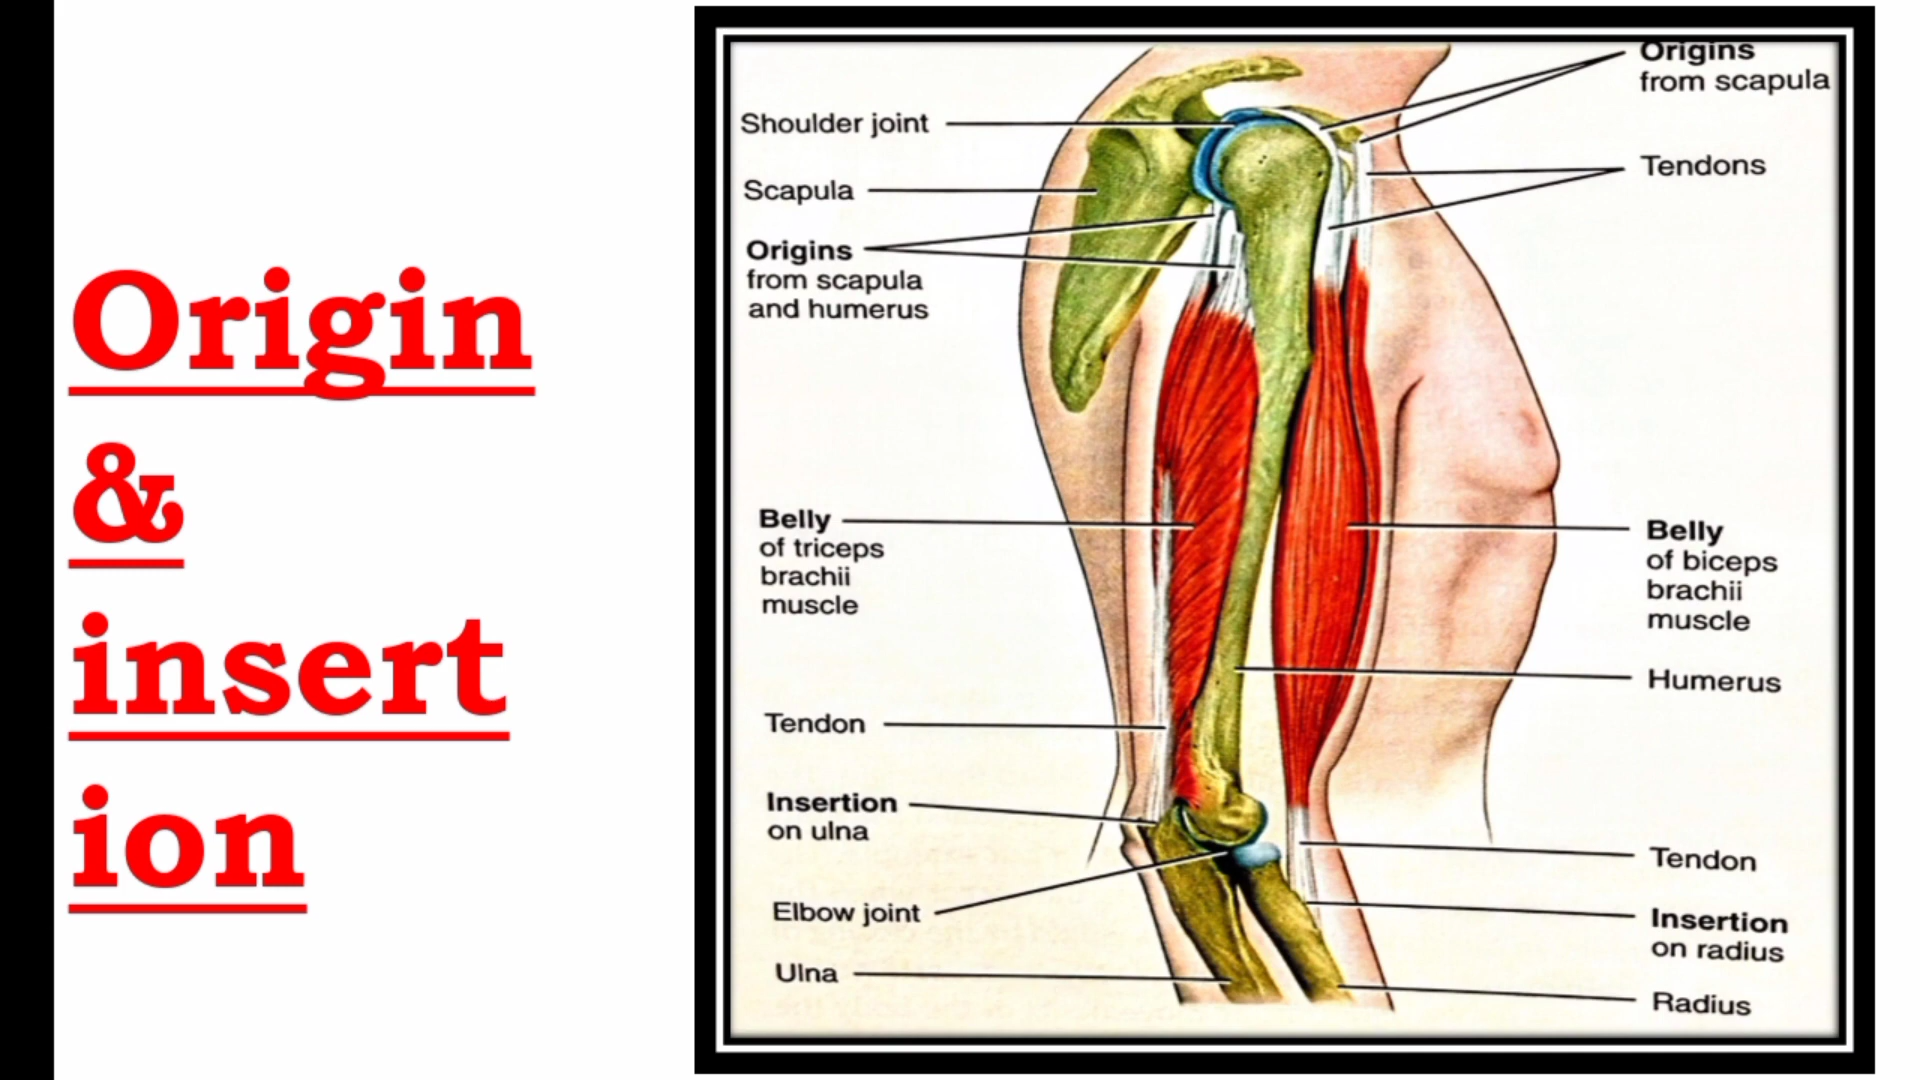 Origin
&
insert
ion
Shoulder joint
Scapula
Origins
from scapula
and humerus
Belly
of triceps
brachii
muscle
Tendon
Insertion
on ulna
Elbow joint
Ulna
Origins
from scapula
Tendons
Belly
of biceps
brachii
muscle
Humerus
Tendon
Insertion
on radius
Radius